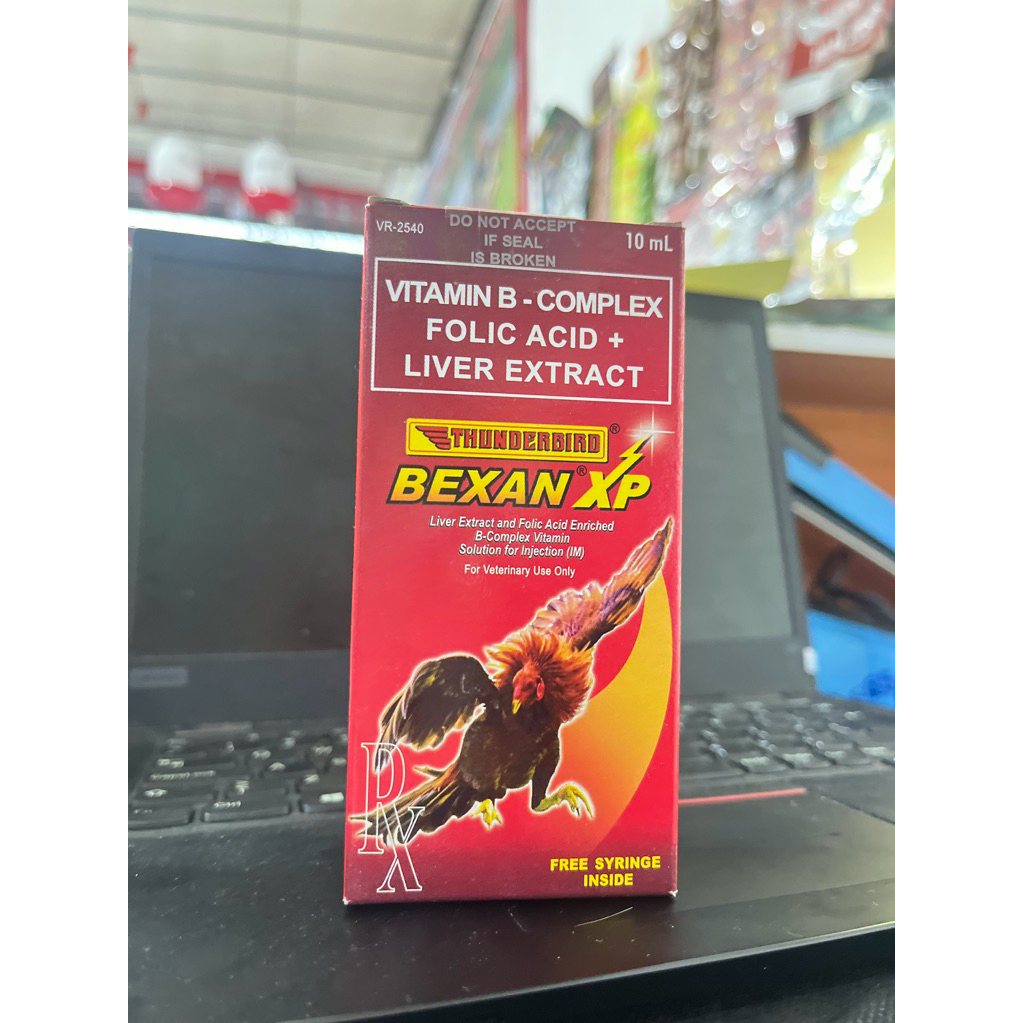 VR-2540
DO NOT ACCEPT
IF SEAL
IS BROKEN
10 mL
VITAMIN B - COMPLEX
FOLIC ACID +
LIVER EXTRACT
THUNDERBIRD®
BEXAN® XP
Liver Extract and Folic Acid Enriched
B-Complex Vitamin
Solution for Injection (IM)
For Veterinary Use Only
RX
FREE SYRINGE
INSIDE